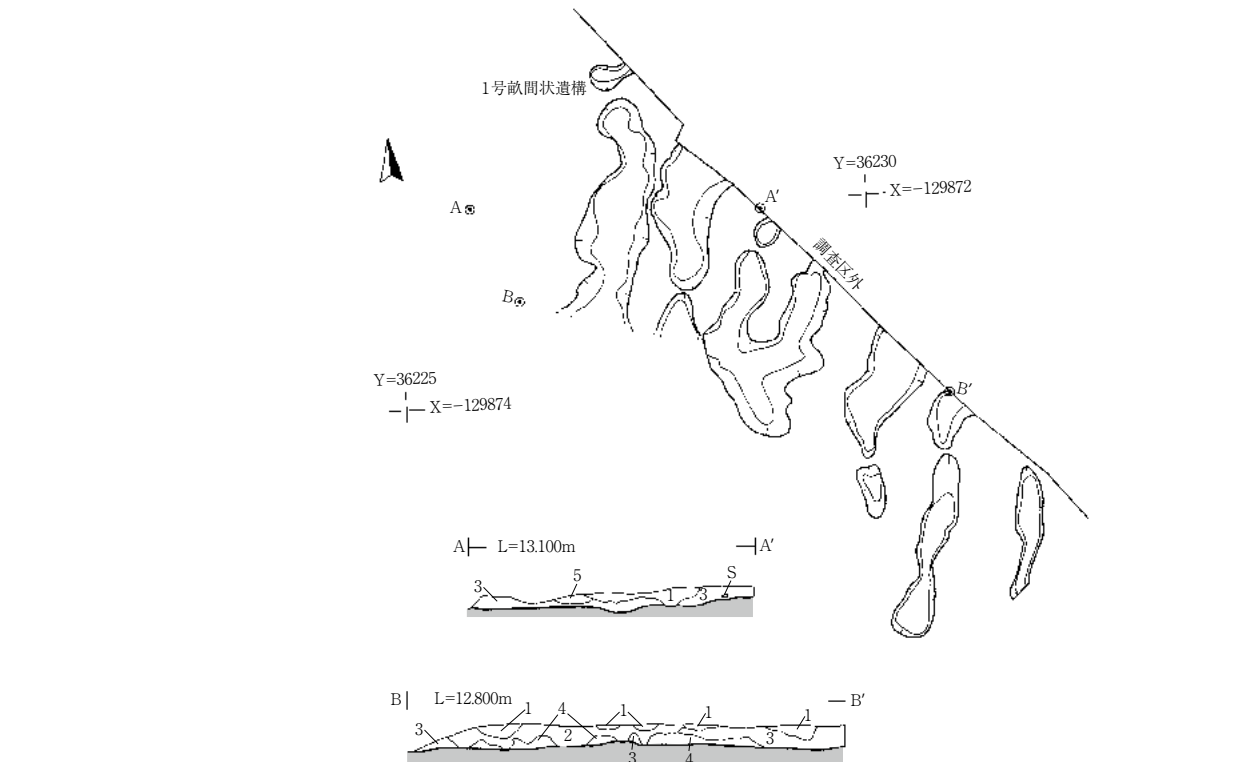 1号畝間状遺構
Y=36230
X=-129872
A
A′
調査区外
B
B′
Y=36225
X=-129874
A L=13.100m A′
3 5 1 3 S
B L=12.800m B′
3 1 4 2 1 3 1 4 3 1